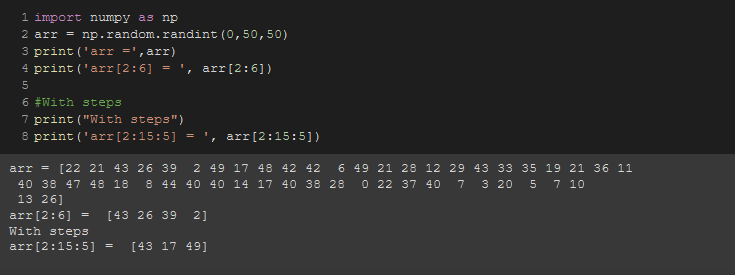 1 import numpy as np
2 arr = np.random.randint(0,50,50)
3 print('arr =',arr)
4 print('arr[2:6] = ', arr[2:6])
5
6 #With steps
7 print("With steps")
8 print('arr[2:15:5] = ', arr[2:15:5])
arr = [22 21 43 26 39  2 49 17 48 42 42  6 49 21 28 12 29 43 33 35 19 21 36 11
 40 38 47 48 18  8 44 40 40 14 17 40 38 28  0 22 37 40  7  3 20  5  7 10
 13 26]
arr[2:6] =  [43 26 39  2]
With steps
arr[2:15:5] =  [43 17 49]